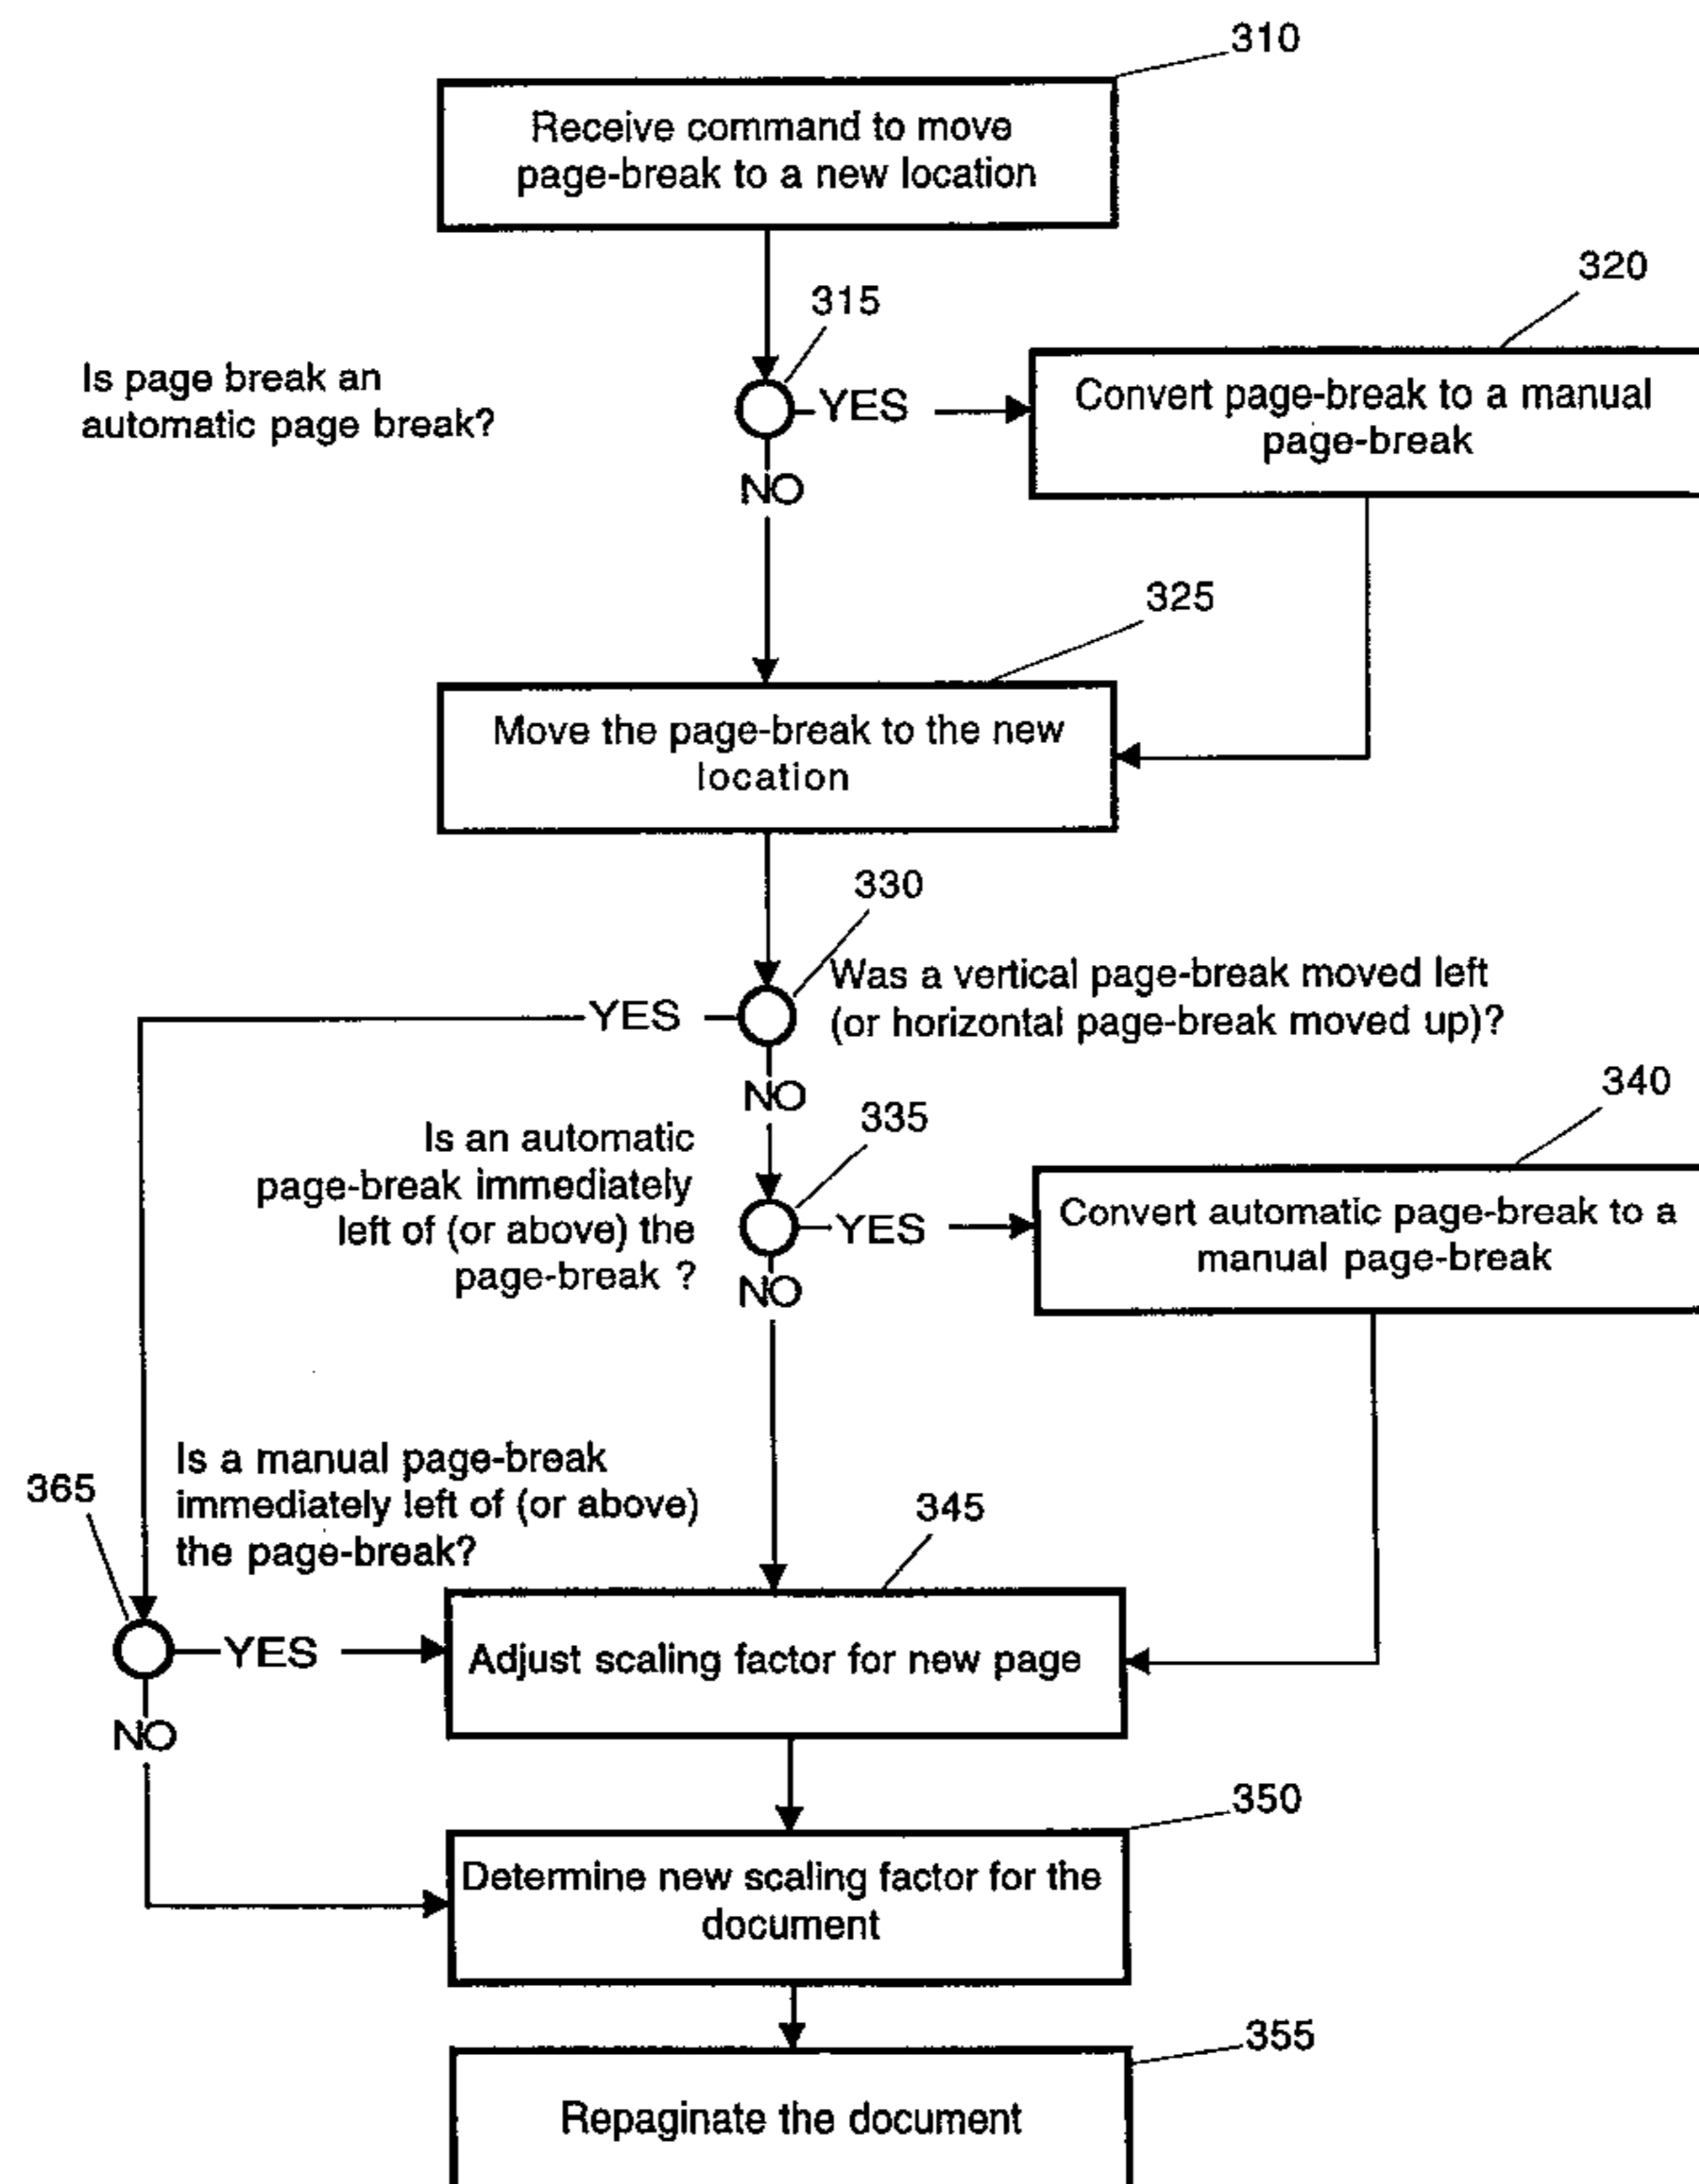 310
Receive command to move
page-break to a new location
315
320
Is page break an
automatic page break?
YES
Convert page-break to a manual
page-break
NO
325
Move the page-break to the new
location
330
Was a vertical page-break moved left
(or horizontal page-break moved up)?
YES
NO
335
340
Is an automatic
page-break immediately
left of (or above) the
page-break ?
YES
Convert automatic page-break to a
manual page-break
NO
365
Is a manual page-break
immediately left of (or above)
the page-break?
345
YES
Adjust scaling factor for new page
NO
350
Determine new scaling factor for the
document
355
Repaginate the document